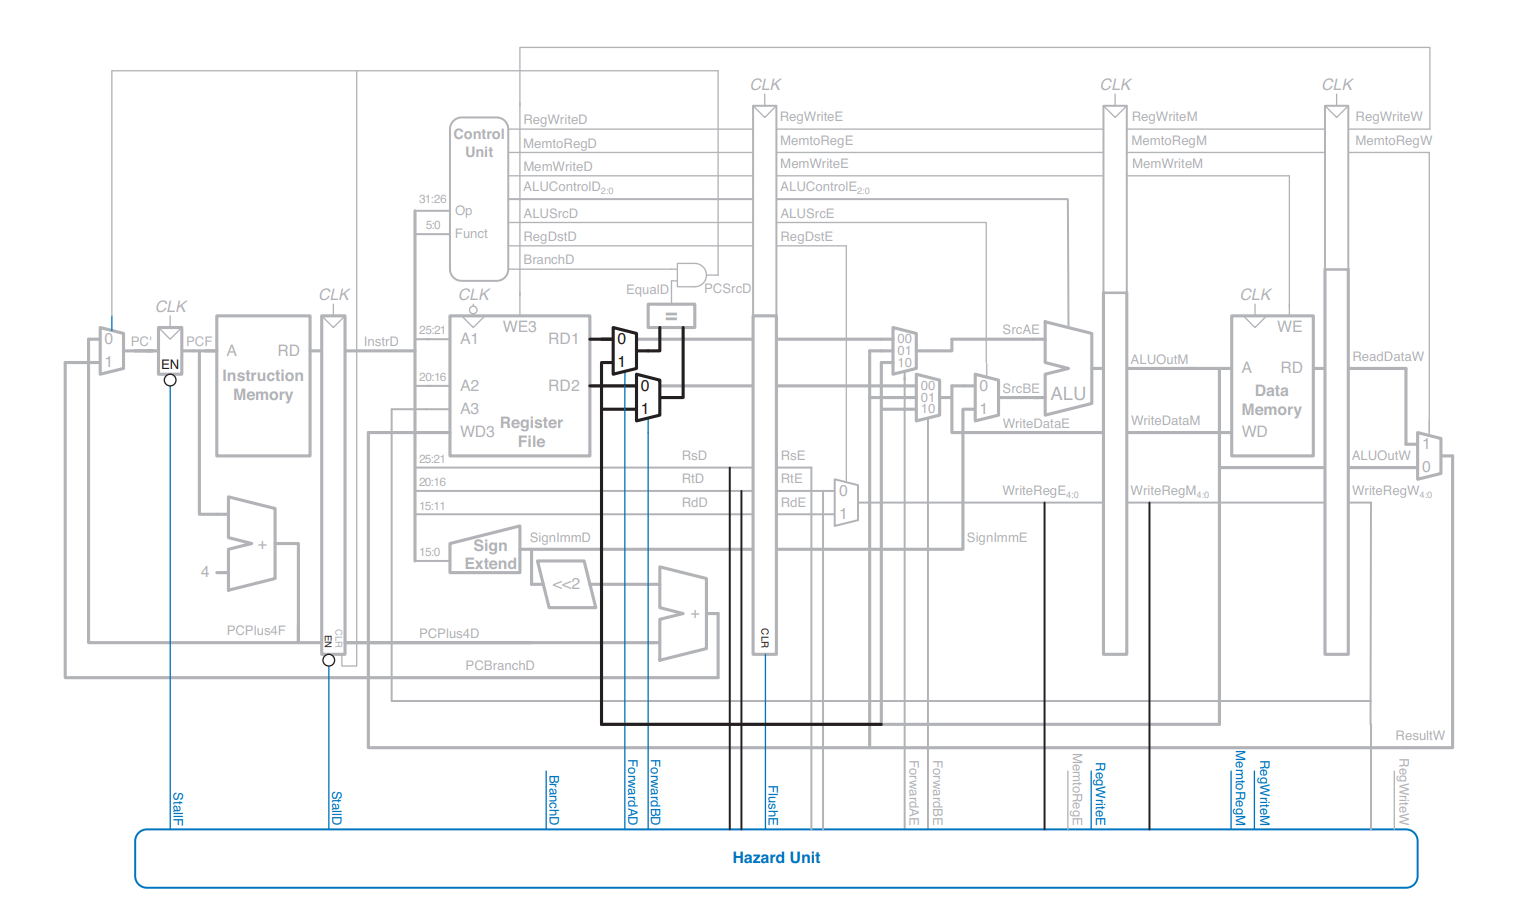 CLK
CLK
CLK
RegWriteD
RegWriteE
RegWriteM
RegWriteW
Control
Unit
MemtoRegD
MemtoRegE
MemtoRegM
MemtoRegW
MemWriteD
MemWriteE
MemWriteM
ALUControlD2:0
ALUControlE2:0
31:26
Op
ALUSrcD
ALUSrcE
5:0
Funct
RegDstD
RegDstE
BranchD
EqualD
PCSrcD
CLK
CLK
CLK
CLK
=
0
1
PC'
EN
PCF
A
RD
Instruction
Memory
InstrD
25:21
20:16
A1
A2
A3
WD3
WE3
RD1
RD2
Register
File
0
1
0
1
00
01
10
00
01
10
0
1
SrcAE
SrcBE
ALU
WriteDataE
ALUOutM
WriteDataM
WE
A
RD
Data
Memory
WD
ReadDataW
ALUOutW
1
0
25:21
RsD
RsE
20:16
RtD
RtE
15:11
RdD
RdE
0
1
WriteRegE4:0
WriteRegM4:0
WriteRegW4:0
15:0
Sign
Extend
SignImmD
SignImmE
<<2
+
4
+
PCPlus4F
EN
CLR
PCPlus4D
CLR
PCBranchD
ResultW
StallF
StallD
BranchD
ForwardAD
ForwardBD
FlushE
ForwardAE
ForwardBE
MemtoRegE
RegWriteE
MemtoRegM
RegWriteM
RegWriteW
Hazard Unit